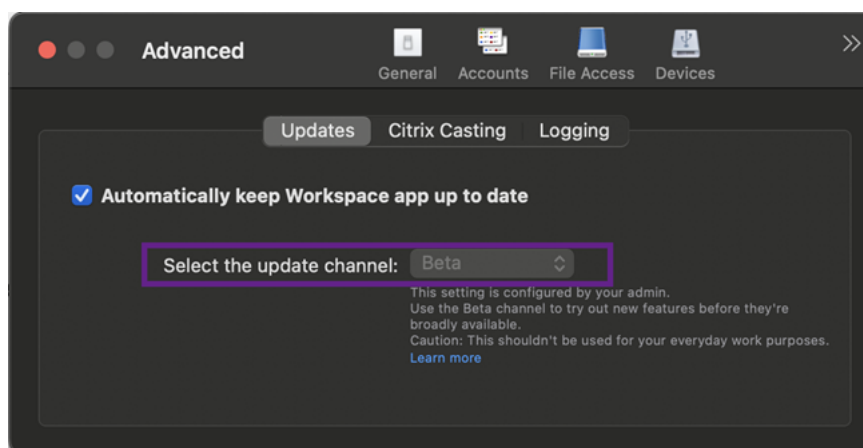 Advanced
General Accounts File Access Devices
Updates Citrix Casting Logging
Automatically keep Workspace app up to date
Select the update channel: Beta
This setting is configured by your admin.
Use the Beta channel to try out new features before they're
broadly available.
Caution: This shouldn't be used for your everyday work purposes.
Learn more